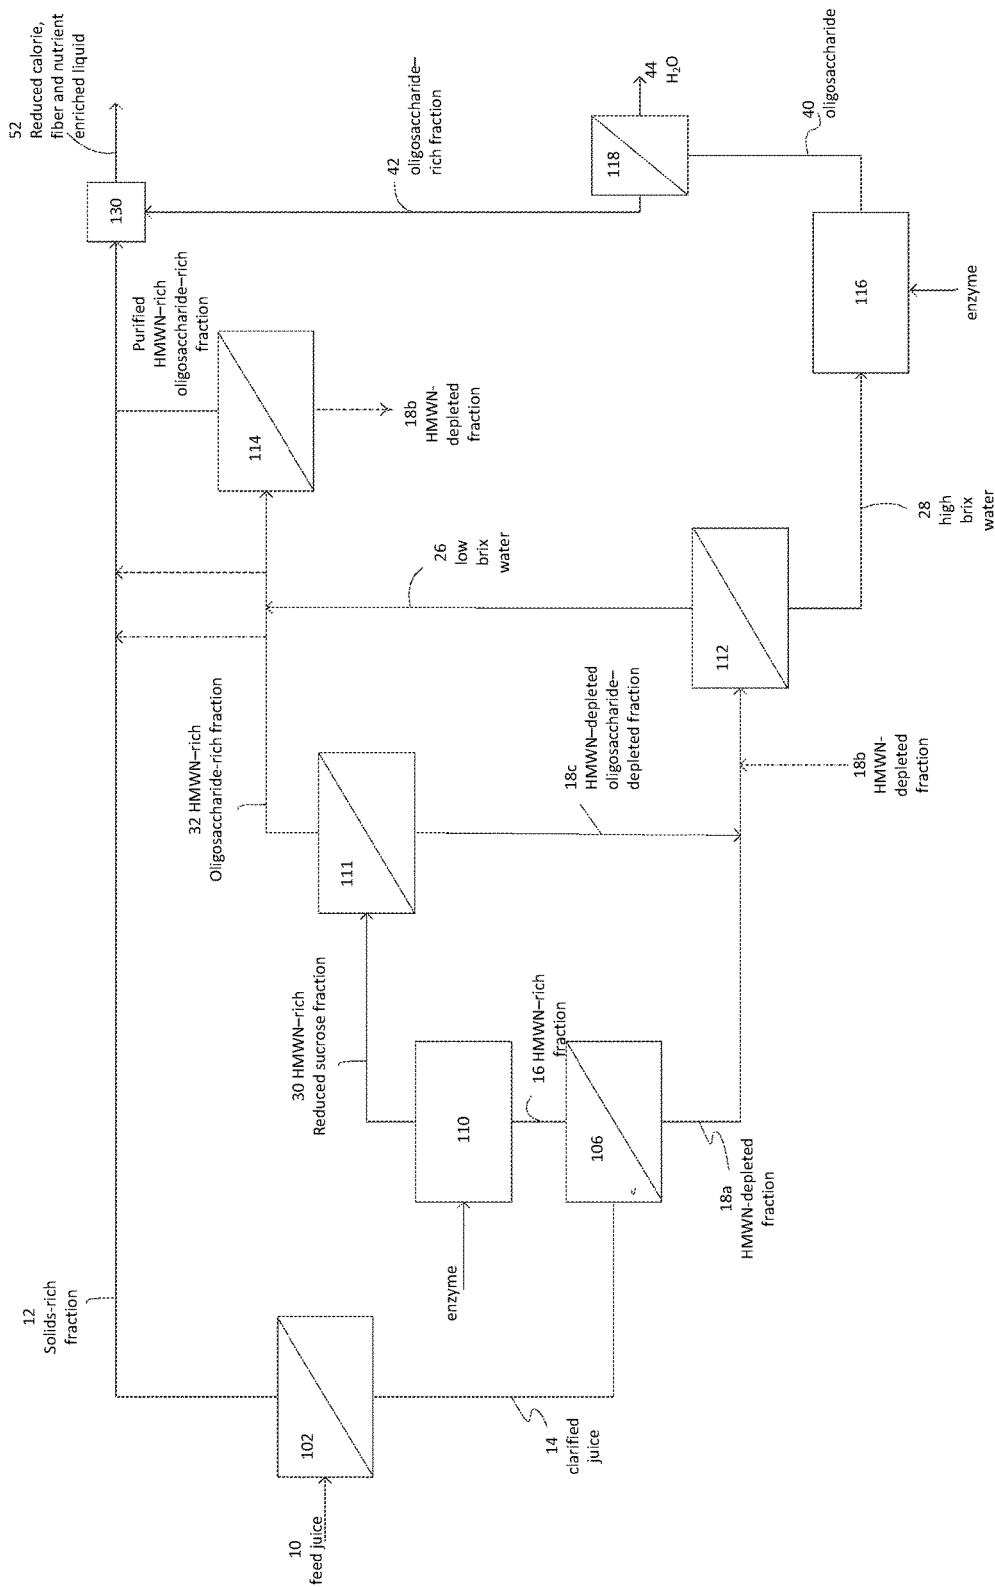 10
feed juice
102
12
Solids-rich
fraction
14
clarified
juice
enzyme
110
16 HMWN–rich
fraction
106
18a
HMWN-depleted
fraction
30 HMWN–rich
Reduced sucrose fraction
111
32 HMWN–rich
Oligosaccharide-rich fraction
18c
HMWN–depleted
oligosaccharide–
depleted fraction
18b
HMWN-
depleted
fraction
112
26
low
brix
water
28
high
brix
water
114
18b
HMWN-
depleted
fraction
Purified
HMWN–rich
oligosaccharide–rich
fraction
116
enzyme
40
oligosaccharide
118
44
H₂O
42
oligosaccharide–
rich fraction
130
52
Reduced calorie,
fiber and nutrient
enriched liquid